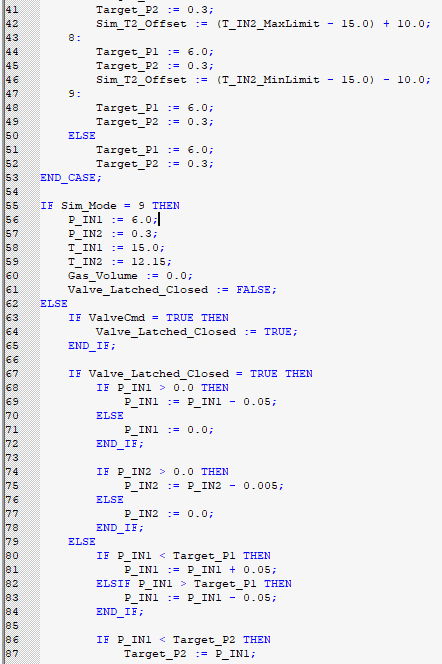 41 Target_P2 := 0.3;
42 Sim_T2_Offset := (T_IN2_MaxLimit - 15.0) + 10.0;
43 8:
44 Target_P1 := 6.0;
45 Target_P2 := 0.3;
46 Sim_T2_Offset := (T_IN2_MinLimit - 15.0) - 10.0;
47 9:
48 Target_P1 := 6.0;
49 Target_P2 := 0.3;
50 ELSE
51 Target_P1 := 6.0;
52 Target_P2 := 0.3;
53 END_CASE;
54
55 IF Sim_Mode = 9 THEN
56 P_IN1 := 6.0;
57 P_IN2 := 0.3;
58 T_IN1 := 15.0;
59 T_IN2 := 12.15;
60 Gas_Volume := 0.0;
61 Valve_Latched_Closed := FALSE;
62 ELSE
63 IF ValveCmd = TRUE THEN
64 Valve_Latched_Closed := TRUE;
65 END_IF;
66
67 IF Valve_Latched_Closed = TRUE THEN
68 IF P_IN1 > 0.0 THEN
69 P_IN1 := P_IN1 - 0.05;
70 ELSE
71 P_IN1 := 0.0;
72 END_IF;
73
74 IF P_IN2 > 0.0 THEN
75 P_IN2 := P_IN2 - 0.005;
76 ELSE
77 P_IN2 := 0.0;
78 END_IF;
79 ELSE
80 IF P_IN1 < Target_P1 THEN
81 P_IN1 := P_IN1 + 0.05;
82 ELSIF P_IN1 > Target_P1 THEN
83 P_IN1 := P_IN1 - 0.05;
84 END_IF;
85
86 IF P_IN1 < Target_P2 THEN
87 Target_P2 := P_IN1;